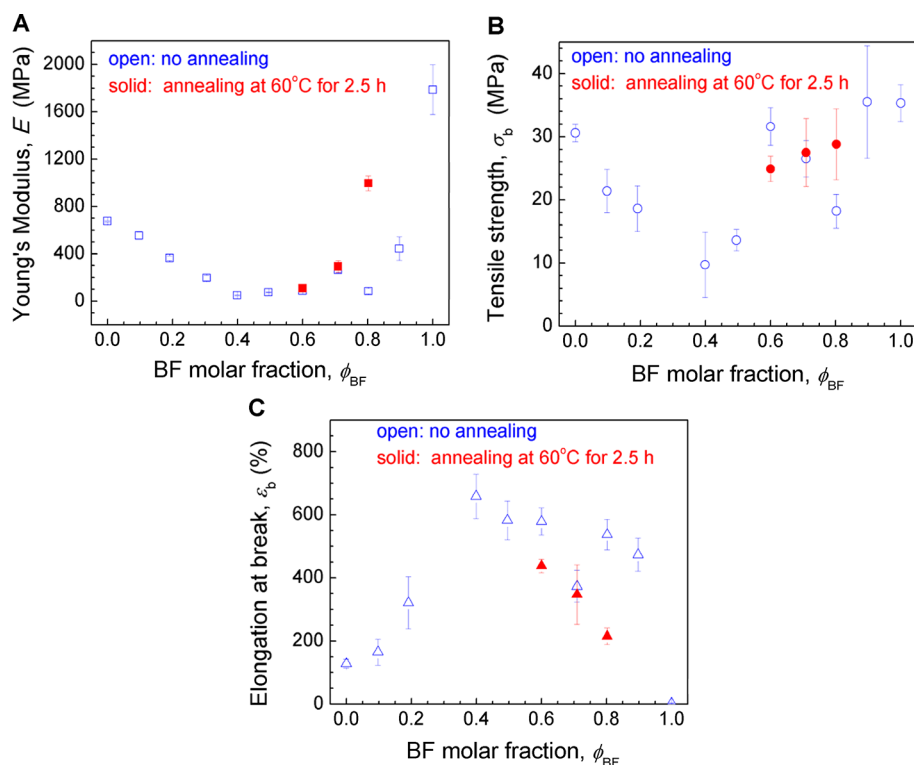 A
open: no annealing
solid: annealing at 60°C for 2.5 h
Young's Modulus, E (MPa)
2000
1600
1200
800
400
0
0.0 0.2 0.4 0.6 0.8 1.0
BF molar fraction, ϕBF
B
open: no annealing
solid: annealing at 60°C for 2.5 h
Tensile strength, σb (MPa)
40
30
20
10
0
0.0 0.2 0.4 0.6 0.8 1.0
BF molar fraction, ϕBF
C
open: no annealing
solid: annealing at 60°C for 2.5 h
Elongation at break, εb (%)
800
600
400
200
0
0.0 0.2 0.4 0.6 0.8 1.0
BF molar fraction, ϕBF